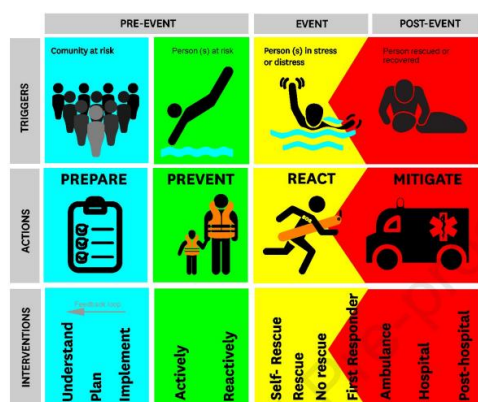 PRE-EVENT
EVENT
POST-EVENT
TRIGGERS
Comunity at risk
Person (s) at risk
Person (s) in stress
or distress
Person rescued or
recovered
ACTIONS
PREPARE
PREVENT
REACT
MITIGATE
INTERVENTIONS
Feedback loop
Understand
Plan
Implement
Actively
Reactively
Self- Rescue
Rescue
No rescue
First Responder
Ambulance
Hospital
Post-hospital